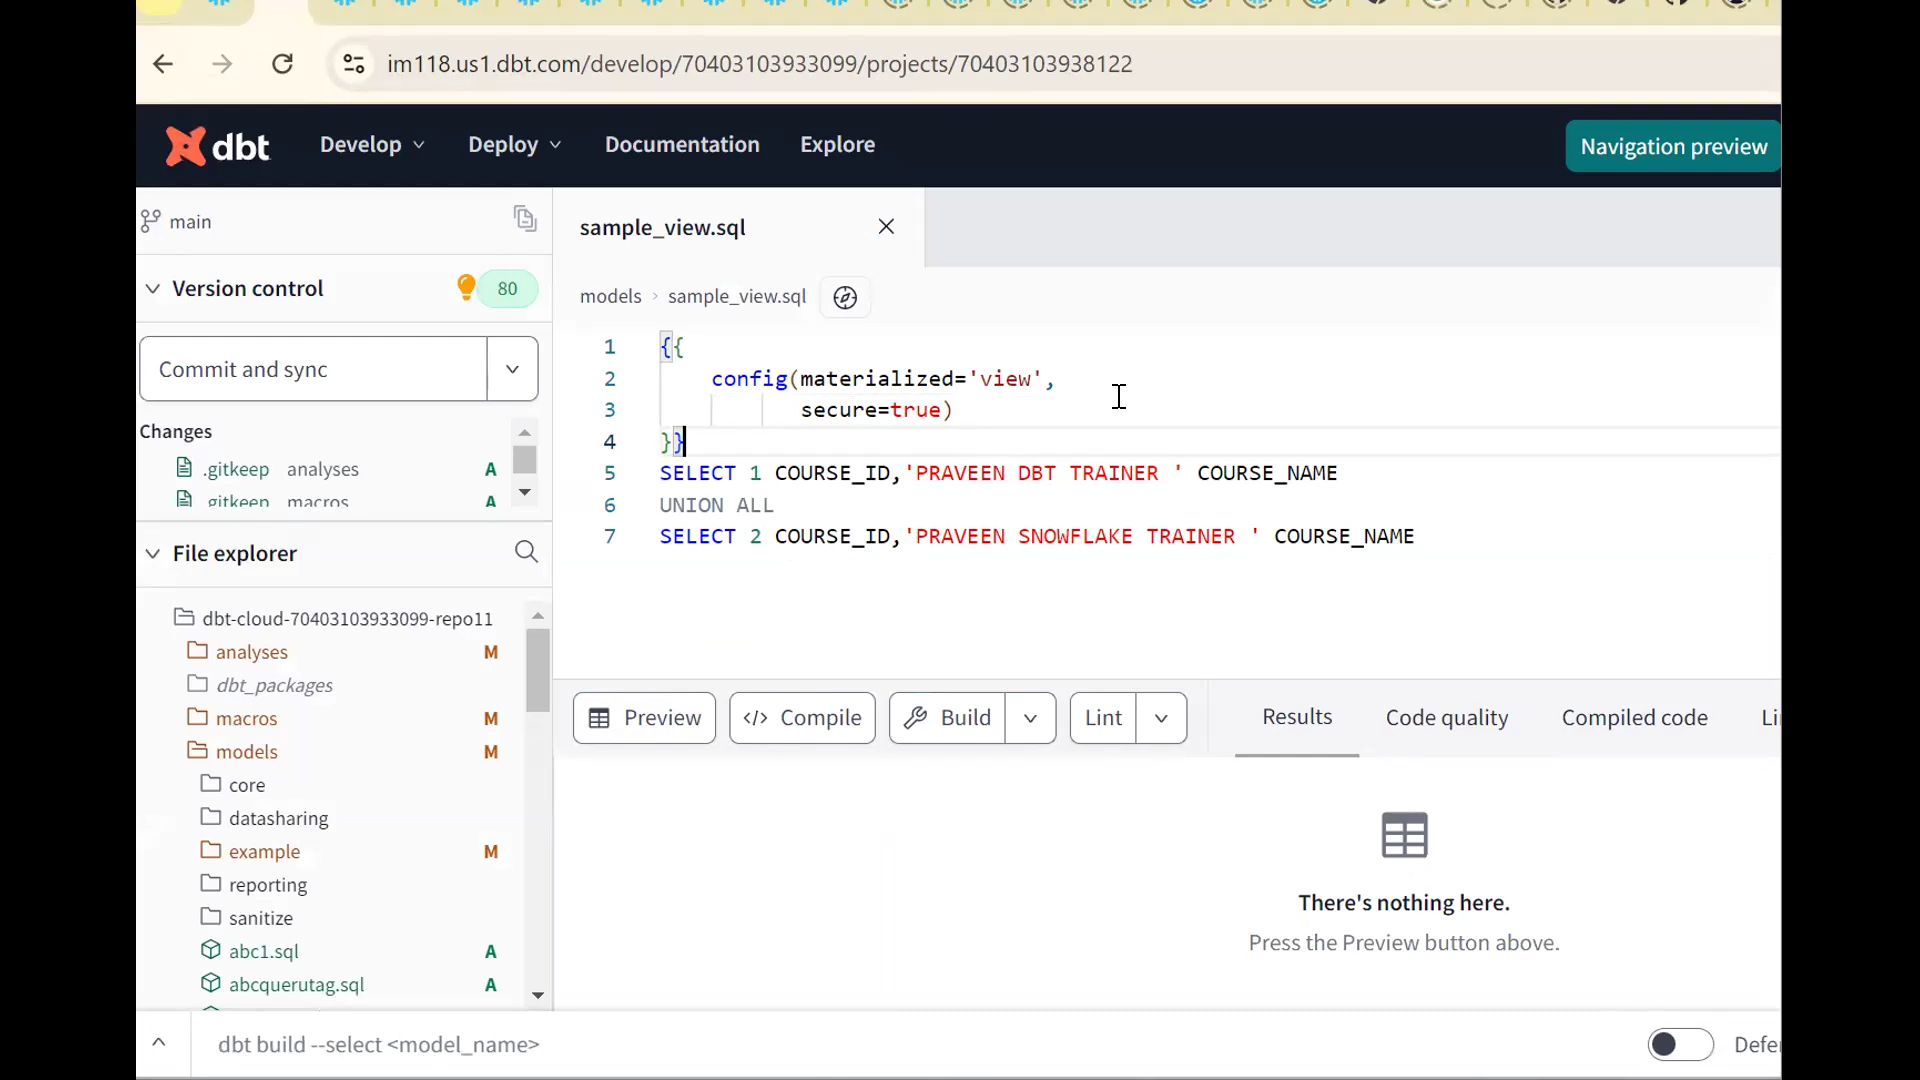 im118.us1.dbt.com/develop/70403103933099/projects/70403103938122
dbt
Develop
Deploy
Documentation
Explore
Navigation preview
main
Version control
80
Commit and sync
Changes
.gitkeep analyses A
.gitkeep macros A
File explorer
dbt-cloud-70403103933099-repo11
analyses M
dbt_packages
macros M
models M
core
datasharing
example M
reporting
sanitize
abc1.sql A
abcquerutag.sql A
sample_view.sql
models > sample_view.sql
1 {{
2 config(materialized='view',
3 secure=true)
4 }}
5 SELECT 1 COURSE_ID,'PRAVEEN DBT TRAINER ' COURSE_NAME
6 UNION ALL
7 SELECT 2 COURSE_ID,'PRAVEEN SNOWFLAKE TRAINER ' COURSE_NAME
Preview
</> Compile
Build
Lint
Results
Code quality
Compiled code
Li
There's nothing here.
Press the Preview button above.
dbt build --select <model_name>
Defer